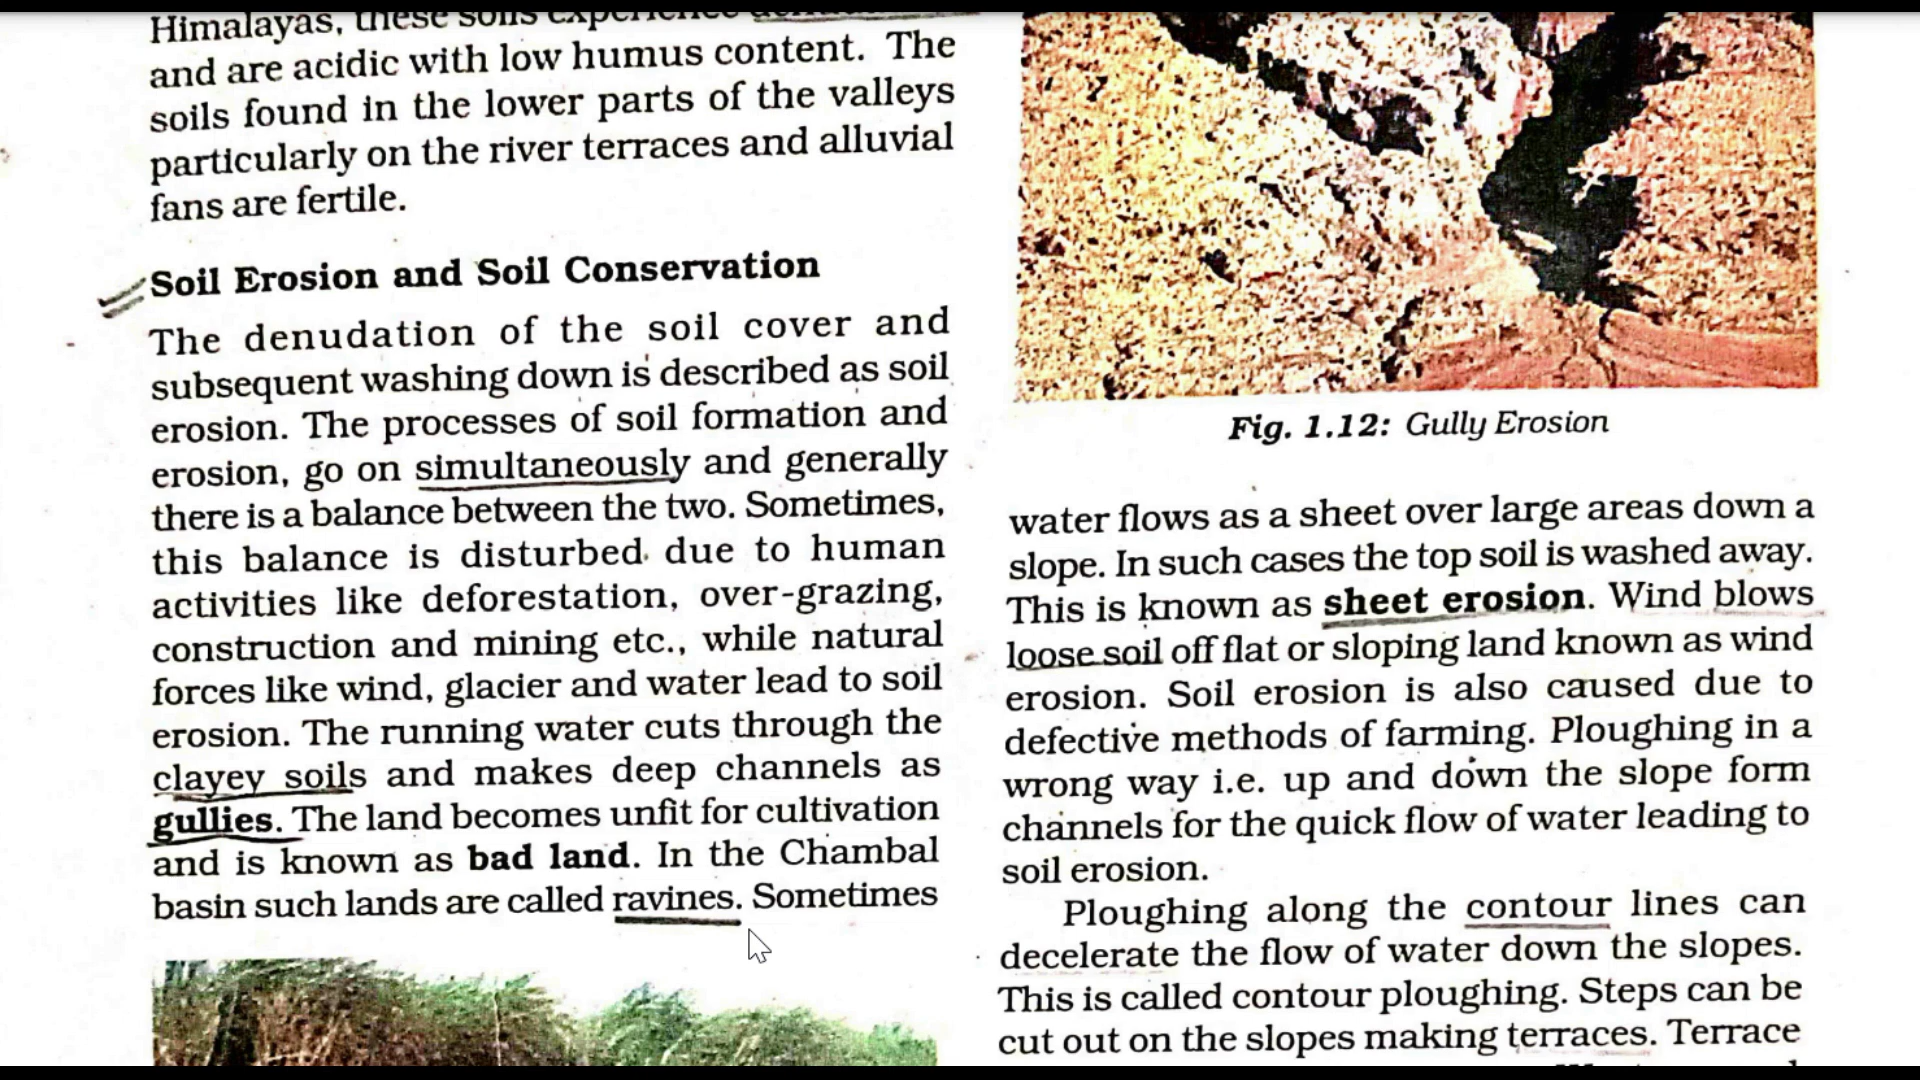 Himalayas, these soils experience
and are acidic with low humus content. The
soils found in the lower parts of the valleys
particularly on the river terraces and alluvial
fans are fertile.
Soil Erosion and Soil Conservation
The denudation of the soil cover and
subsequent washing down is described as soil
erosion. The processes of soil formation and
erosion, go on simultaneously and generally
there is a balance between the two. Sometimes,
this balance is disturbed due to human
activities like deforestation, over-grazing,
construction and mining etc., while natural
forces like wind, glacier and water lead to soil
erosion. The running water cuts through the
clayey soils and makes deep channels as
gullies. The land becomes unfit for cultivation
and is known as bad land. In the Chambal
basin such lands are called ravines. Sometimes
Fig. 1.12: Gully Erosion
water flows as a sheet over large areas down a
slope. In such cases the top soil is washed away.
This is known as sheet erosion. Wind blows
loose soil off flat or sloping land known as wind
erosion. Soil erosion is also caused due to
defective methods of farming. Ploughing in a
wrong way i.e. up and down the slope form
channels for the quick flow of water leading to
soil erosion.
Ploughing along the contour lines can
decelerate the flow of water down the slopes.
This is called contour ploughing. Steps can be
cut out on the slopes making terraces. Terrace